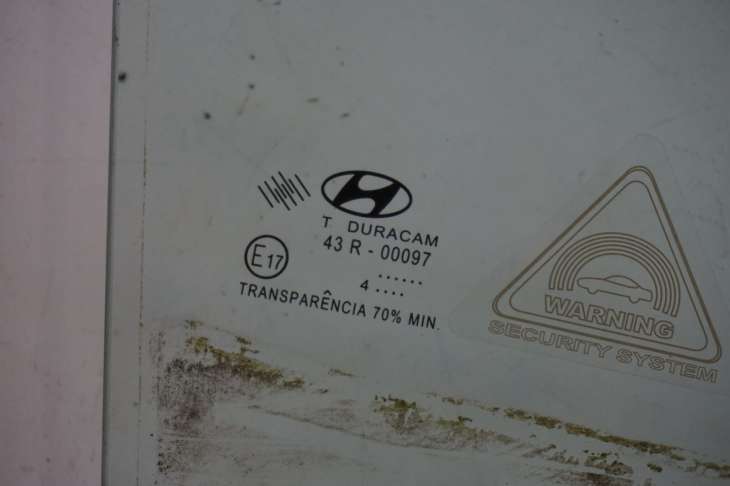 T DURACAM
43 R - 00097
E17
......
4 ....
TRANSPARÊNCIA 70% MIN.
WARNING
SECURITY SYSTEM